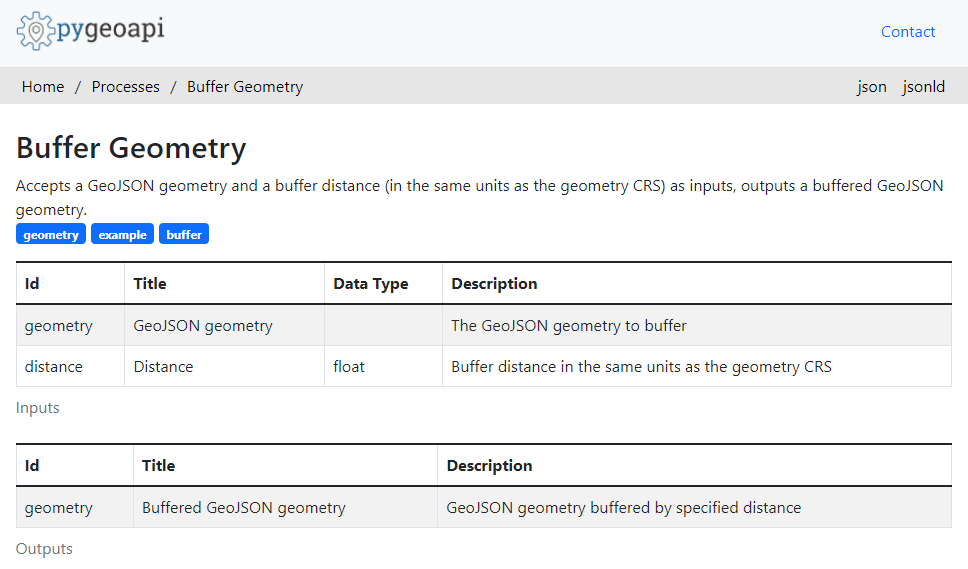 pygeoapi
Contact
Home / Processes / Buffer Geometry
json jsonld
Buffer Geometry
Accepts a GeoJSON geometry and a buffer distance (in the same units as the geometry CRS) as inputs, outputs a buffered GeoJSON
geometry.
geometry example buffer
Id Title Data Type Description
geometry GeoJSON geometry The GeoJSON geometry to buffer
distance Distance float Buffer distance in the same units as the geometry CRS
Inputs
Id Title Description
geometry Buffered GeoJSON geometry GeoJSON geometry buffered by specified distance
Outputs